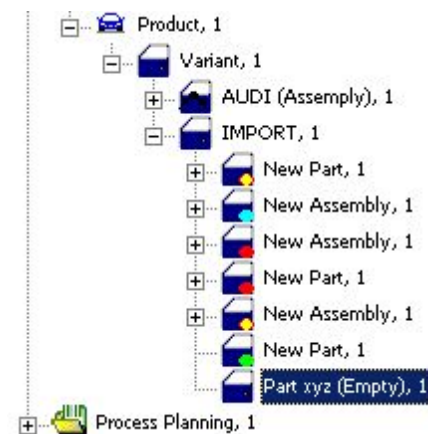 Product, 1
Variant, 1
AUDI (Assemply), 1
IMPORT, 1
New Part, 1
New Assembly, 1
New Assembly, 1
New Part, 1
New Assembly, 1
New Part, 1
Part xyz (Empty), 1
Process Planning, 1